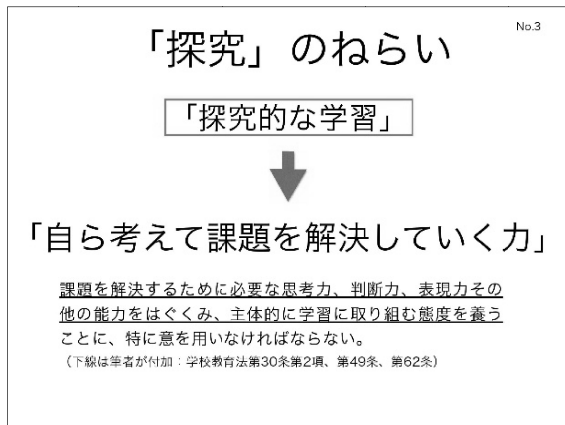 No.3
「探究」のねらい
「探究的な学習」
「自ら考えて課題を解決していく力」
課題を解決するために必要な思考力、判断力、表現力その
他の能力をはぐくみ、主体的に学習に取り組む態度を養う
ことに、特に意を用いなければならない。
（下線は筆者が付加：学校教育法第30条第2項、第49条、第62条）